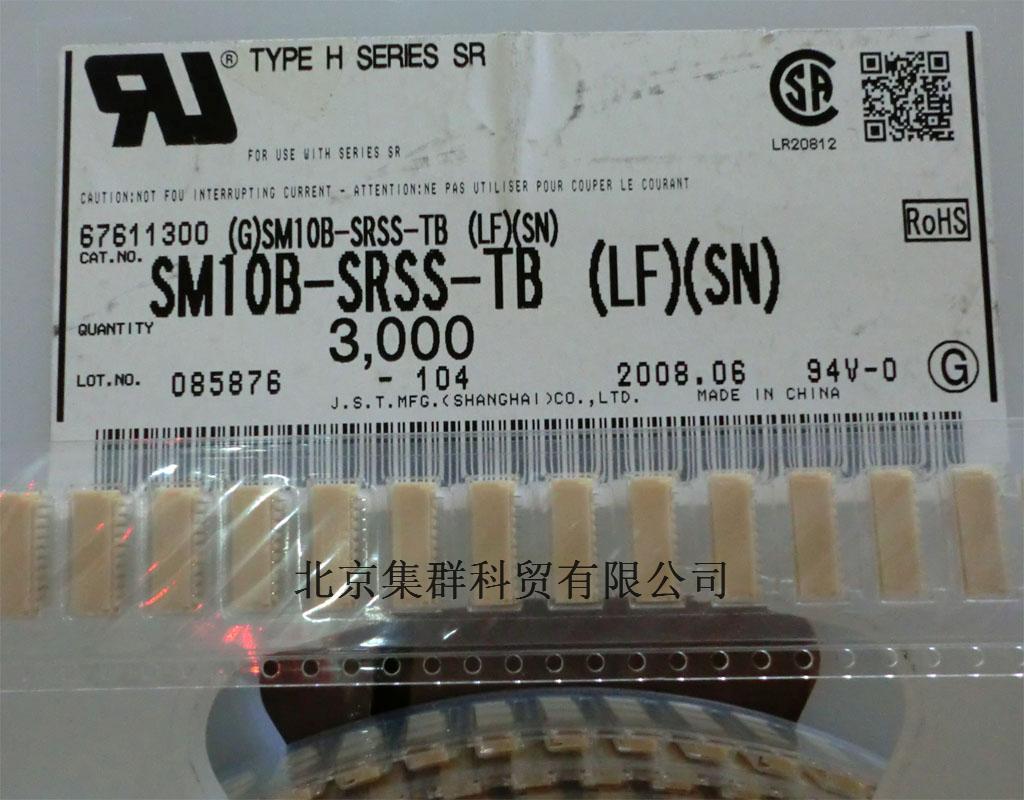 RU® TYPE H SERIES SR
FOR USE WITH SERIES SR
LR20812
CAUTION:NOT FOU INTERRUPTING CURRENT - ATTENTION:NE PAS UTILISER POUR COUPER LE COURANT
67611300 (G)SM10B-SRSS-TB (LF)(SN)
RoHS
CAT.NO.
SM10B-SRSS-TB (LF)(SN)
QUANTITY
3,000
LOT.NO. 085876 - 104 2008.06 94V-0 G
J.S.T.MFG.(SHANGHAI)CO.,LTD. MADE IN CHINA
北京集群科贸有限公司